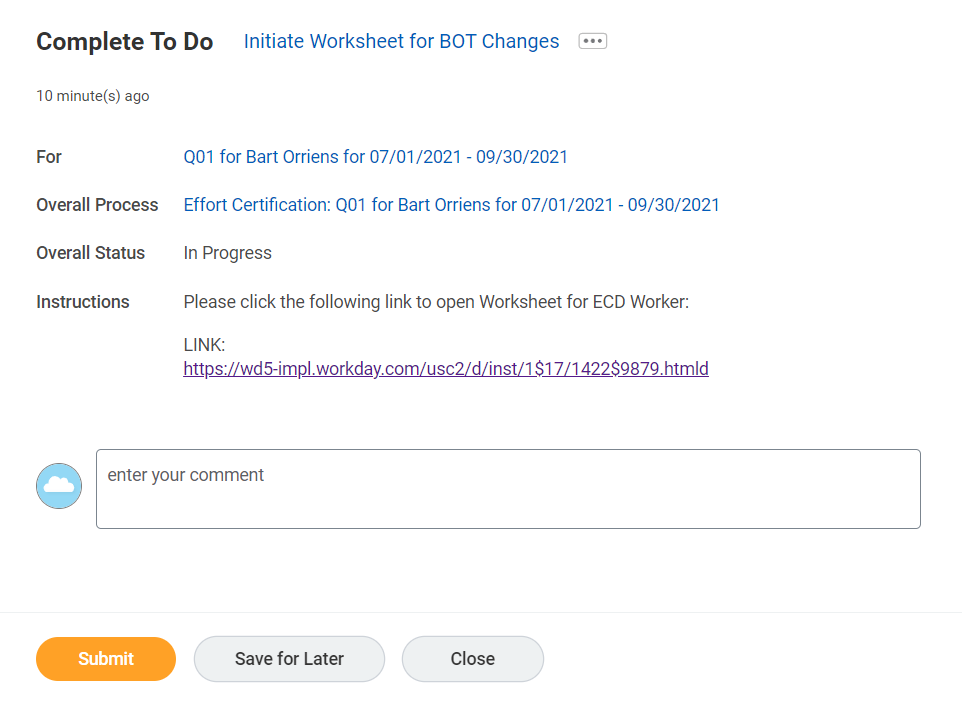 Complete To Do Initiate Worksheet for BOT Changes
10 minute(s) ago
For Q01 for Bart Orriens for 07/01/2021 - 09/30/2021
Overall Process Effort Certification: Q01 for Bart Orriens for 07/01/2021 - 09/30/2021
Overall Status In Progress
Instructions Please click the following link to open Worksheet for ECD Worker:
LINK:
https://wd5-impl.workday.com/usc2/d/inst/1$17/1422$9879.htmld
enter your comment
Submit Save for Later Close